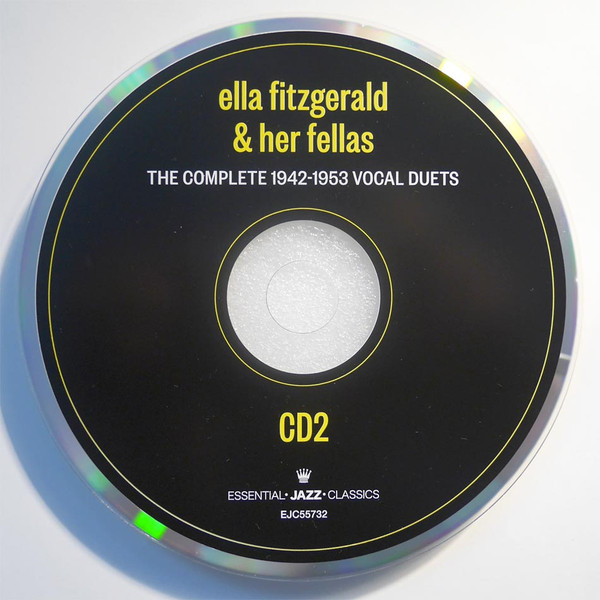 ella fitzgerald
& her fellas
THE COMPLETE 1942-1953 VOCAL DUETS
CD2
ESSENTIAL•JAZZ•CLASSICS
EJC55732